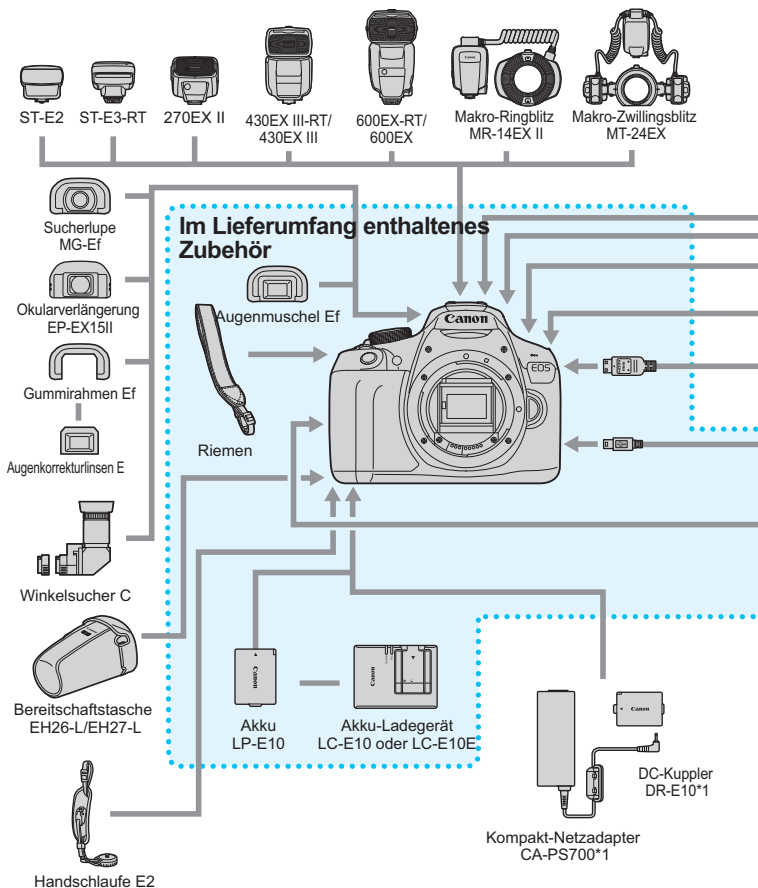 ST-E2
ST-E3-RT
270EX II
430EX III-RT/
430EX III
600EX-RT/
600EX
Makro-Ringblitz
MR-14EX II
Makro-Zwillingsblitz
MT-24EX
Sucherlupe
MG-Ef
Okularverlängerung
EP-EX15II
Gummirahmen Ef
Augenkorrekturlinsen E
Winkelsucher C
Bereitschaftstasche
EH26-L/EH27-L
Handschlaufe E2
Im Lieferumfang enthaltenes
Zubehör
Augenmuschel Ef
Riemen
Canon
EOS
Canon
Akku
LP-E10
Canon
Akku-Ladegerät
LC-E10 oder LC-E10E
Canon
DC-Kuppler
DR-E10*1
Kompakt-Netzadapter
CA-PS700*1